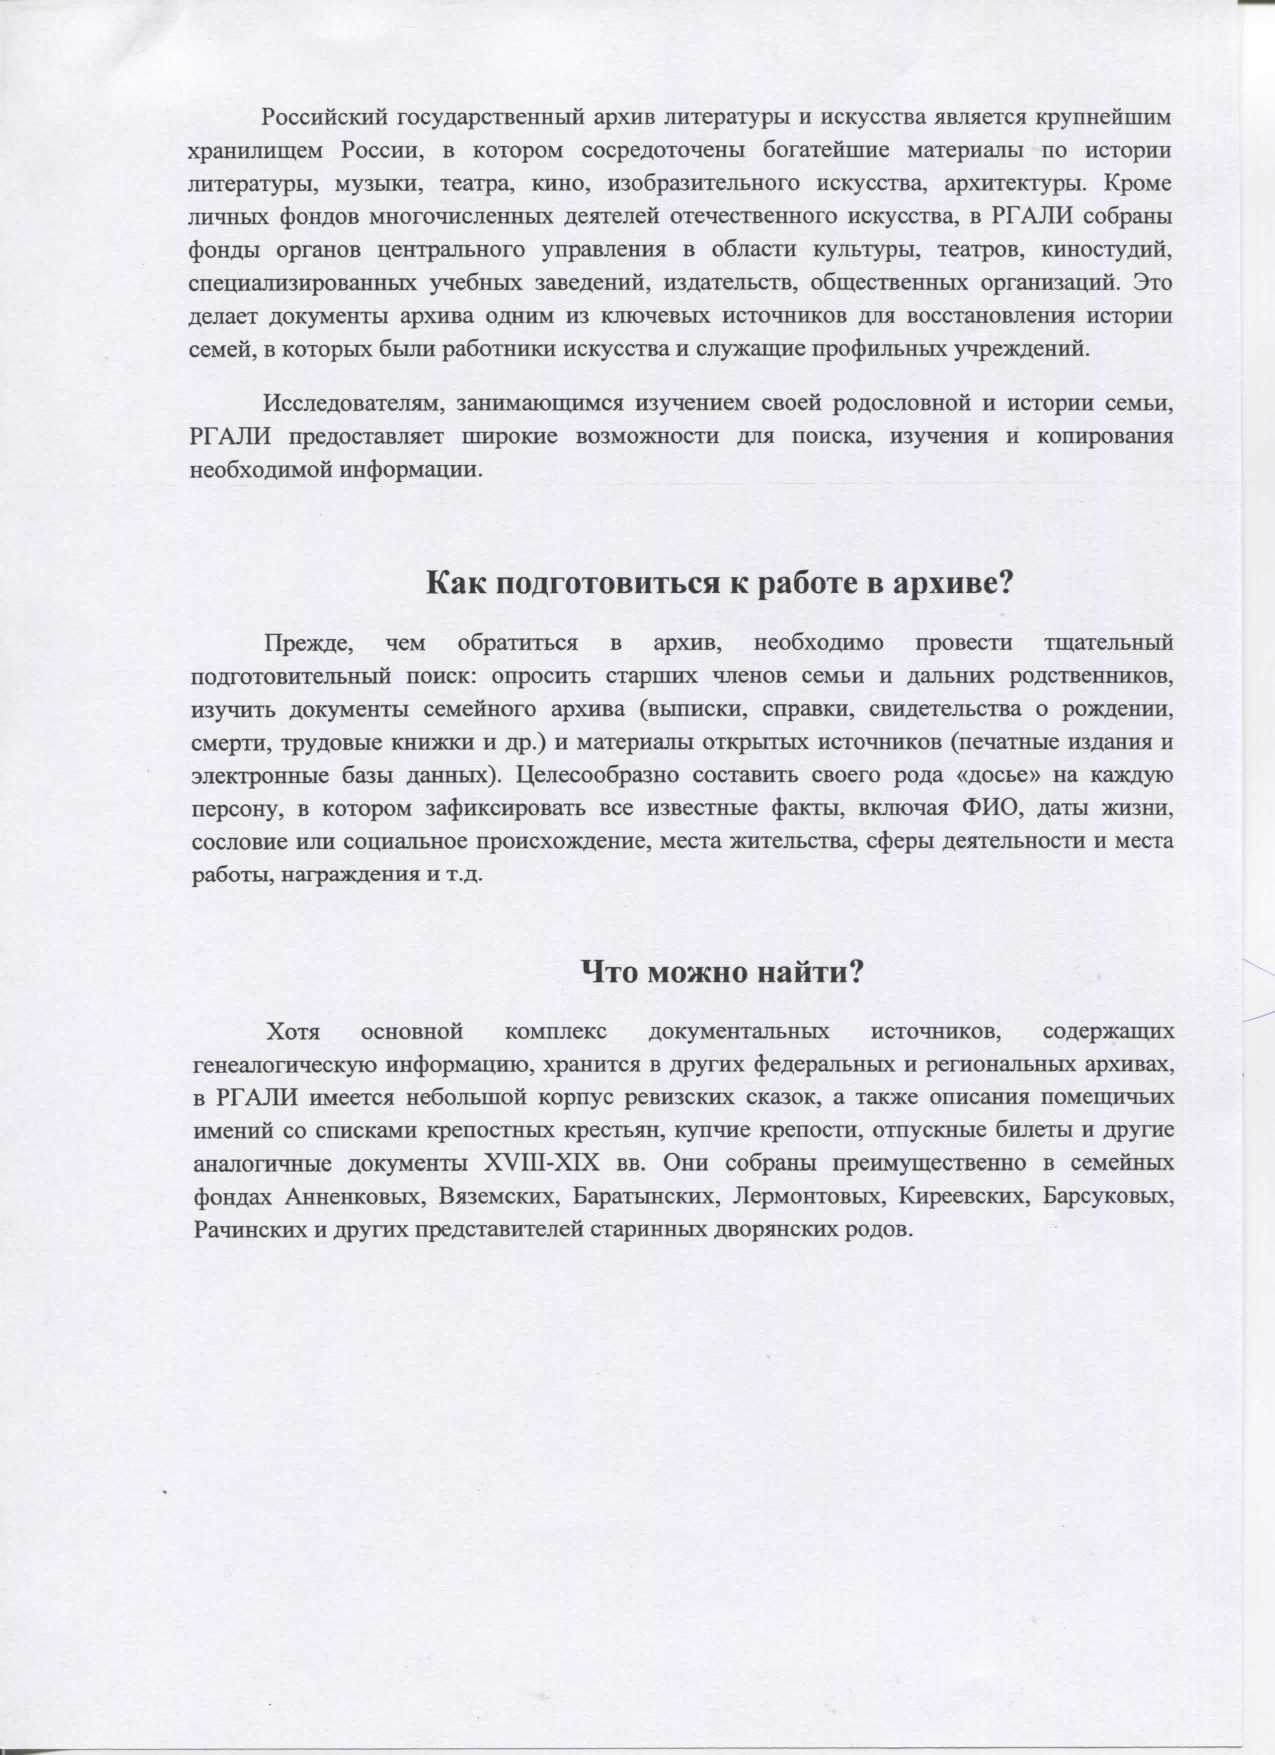 Российский государственный архив литературы и искусства является крупнейшим
хранилищем России, в котором сосредоточены богатейшие материалы по истории
литературы, музыки, театра, кино, изобразительного искусства, архитектуры. Кроме
личных фондов многочисленных деятелей отечественного искусства, в РГАЛИ собраны
фонды органов центрального управления в области культуры, театров, киностудий,
специализированных учебных заведений, издательств, общественных организаций. Это
делает документы архива одним из ключевых источников для восстановления истории
семей, в которых были работники искусства и служащие профильных учреждений.
Исследователям, занимающимся изучением своей родословной и истории семьи,
РГАЛИ предоставляет широкие возможности для поиска, изучения и копирования
необходимой информации.
Как подготовиться к работе в архиве?
Прежде, чем обратиться в архив, необходимо провести тщательный
подготовительный поиск: опросить старших членов семьи и дальних родственников,
изучить документы семейного архива (выписки, справки, свидетельства о рождении,
смерти, трудовые книжки и др.) и материалы открытых источников (печатные издания и
электронные базы данных). Целесообразно составить своего рода «досье» на каждую
персону, в котором зафиксировать все известные факты, включая ФИО, даты жизни,
сословие или социальное происхождение, места жительства, сферы деятельности и места
работы, награждения и т.д.
Что можно найти?
Хотя основной комплекс документальных источников, содержащих
генеалогическую информацию, хранится в других федеральных и региональных архивах,
в РГАЛИ имеется небольшой корпус ревизских сказок, а также описания помещичьих
имений со списками крепостных крестьян, купчие крепости, отпускные билеты и другие
аналогичные документы XVIII-XIX вв. Они собраны преимущественно в семейных
фондах Анненковых, Вяземских, Баратынских, Лермонтовых, Киреевских, Барсуковых,
Рачинских и других представителей старинных дворянских родов.